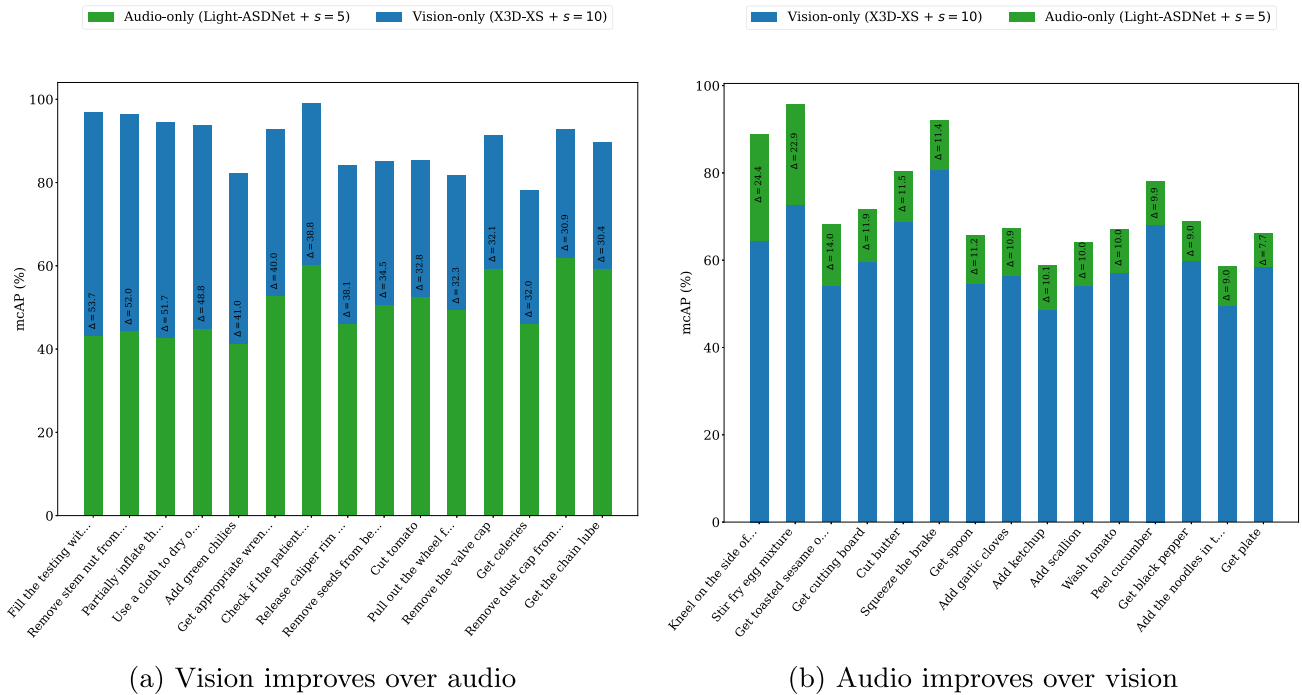 Audio-only (Light-ASDNet + s = 5)
Vision-only (X3D-XS + s = 10)
mcAP (%)
100
80
60
40
20
0
Δ = 53.7
Δ = 52.0
Δ = 51.7
Δ = 48.8
Δ = 41.0
Δ = 40.0
Δ = 38.8
Δ = 38.1
Δ = 34.5
Δ = 32.8
Δ = 32.3
Δ = 32.1
Δ = 32.0
Δ = 30.9
Δ = 30.4
Fill the testing wit...
Remove stem nut from...
Partially inflate th...
Use a cloth to dry o...
Add green chilies
Get appropriate wren...
Check if the patient...
Release caliper rim ...
Remove seeds from be...
Cut tomato
Pull out the wheel f...
Remove the valve cap
Get celeries
Remove dust cap from...
Get the chain lube
(a) Vision improves over audio
Vision-only (X3D-XS + s = 10)
Audio-only (Light-ASDNet + s = 5)
mcAP (%)
100
80
60
40
20
0
Δ = 24.4
Δ = 22.9
Δ = 14.0
Δ = 11.9
Δ = 11.5
Δ = 11.4
Δ = 11.2
Δ = 10.9
Δ = 10.1
Δ = 10.0
Δ = 10.0
Δ = 9.9
Δ = 9.0
Δ = 9.0
Δ = 7.7
Kneel on the side of...
Stir fry egg mixture
Get toasted sesame o...
Get cutting board
Cut butter
Squeeze the brake
Get spoon
Add garlic cloves
Add ketchup
Add scallion
Wash tomato
Peel cucumber
Get black pepper
Add the noodles in t...
Get plate
(b) Audio improves over vision